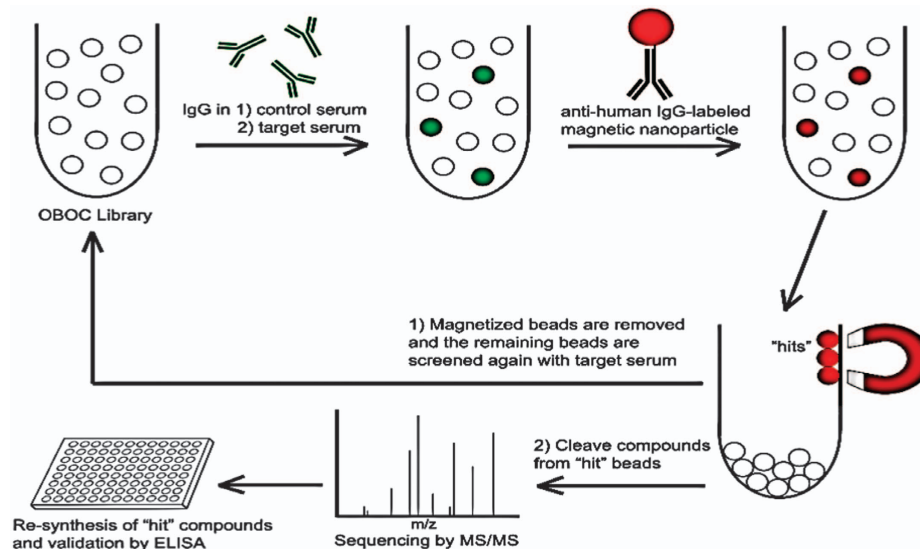 IgG in 1) control serum
2) target serum
anti-human IgG-labeled
magnetic nanoparticle
OBOC Library
1) Magnetized beads are removed
and the remaining beads are
screened again with target serum
"hits"
2) Cleave compounds
from "hit" beads
m/z
Sequencing by MS/MS
Re-synthesis of "hit" compounds
and validation by ELISA